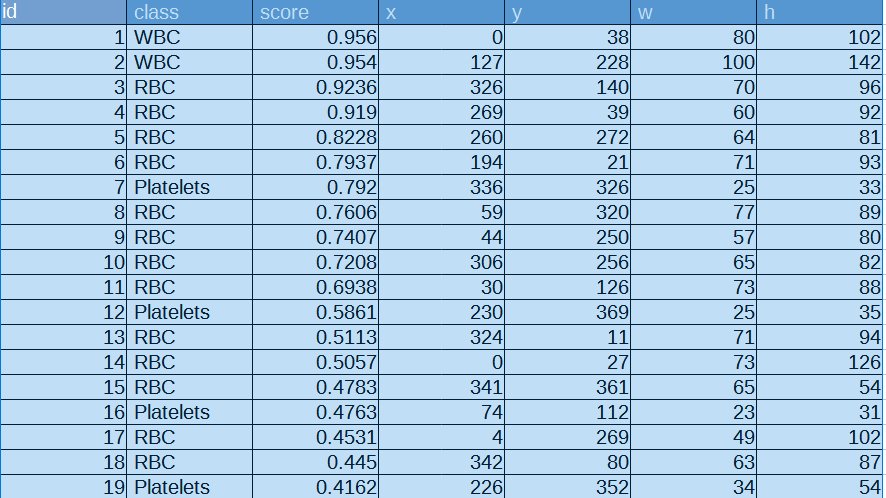 id class score x y w h
1 WBC 0.956 0 38 80 102
2 WBC 0.954 127 228 100 142
3 RBC 0.9236 326 140 70 96
4 RBC 0.919 269 39 60 92
5 RBC 0.8228 260 272 64 81
6 RBC 0.7937 194 21 71 93
7 Platelets 0.792 336 326 25 33
8 RBC 0.7606 59 320 77 89
9 RBC 0.7407 44 250 57 80
10 RBC 0.7208 306 256 65 82
11 RBC 0.6938 30 126 73 88
12 Platelets 0.5861 230 369 25 35
13 RBC 0.5113 324 11 71 94
14 RBC 0.5057 0 27 73 126
15 RBC 0.4783 341 361 65 54
16 Platelets 0.4763 74 112 23 31
17 RBC 0.4531 4 269 49 102
18 RBC 0.445 342 80 63 87
19 Platelets 0.4162 226 352 34 54